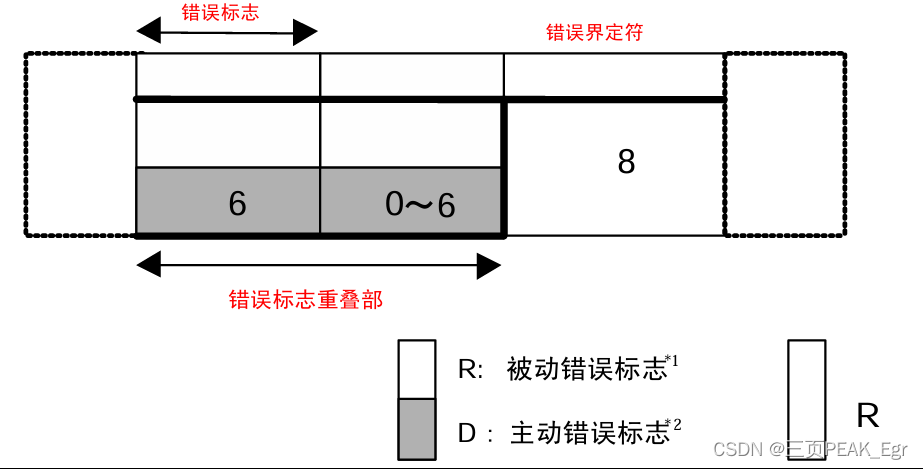 错误标志
错误界定符
6
0～6
8
错误标志重叠部
R: 被动错误标志*1
D : 主动错误标志*2
R
CSDN @三页PEAK_Egr